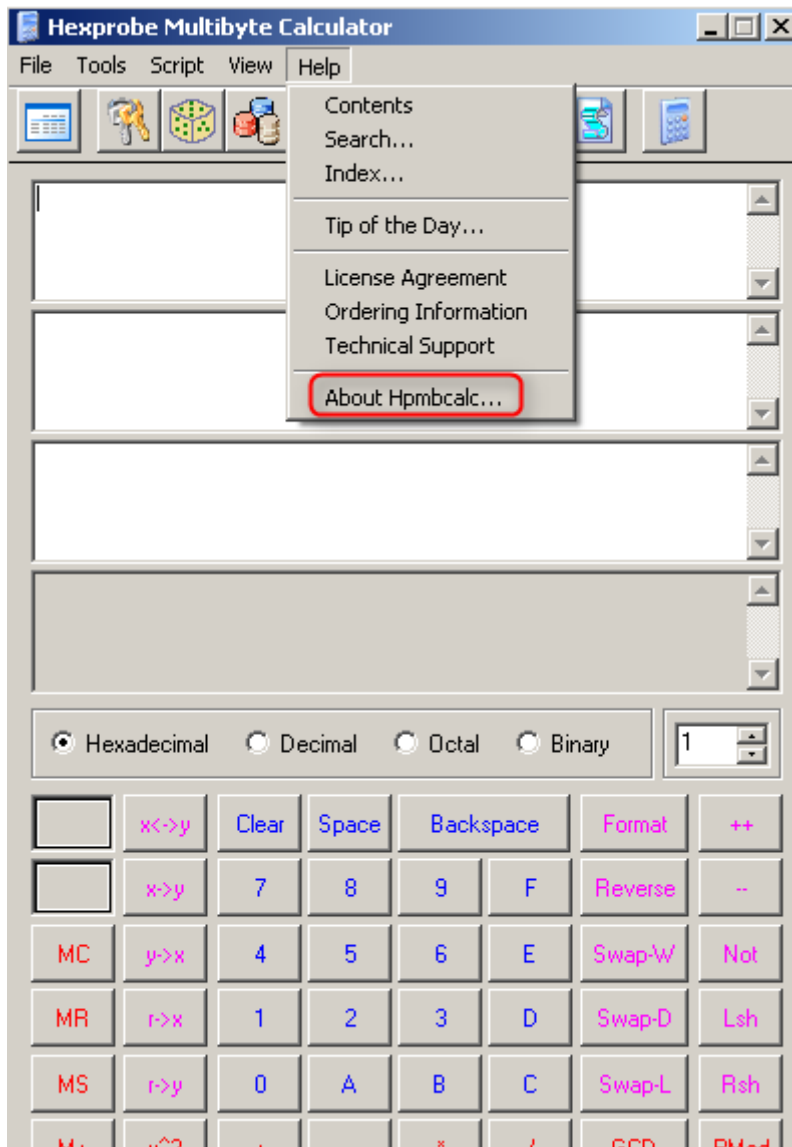 Hexprobe Multibyte Calculator
File Tools Script View Help
Contents
Search...
Index...
Tip of the Day...
License Agreement
Ordering Information
Technical Support
About Hpmbcalc...
Hexadecimal Decimal Octal Binary 1
x<->y Clear Space Backspace Format ++
x->y 7 8 9 F Reverse --
MC y->x 4 5 6 E Swap-W Not
MR r->x 1 2 3 D Swap-D Lsh
MS r->y 0 A B C Swap-L Rsh